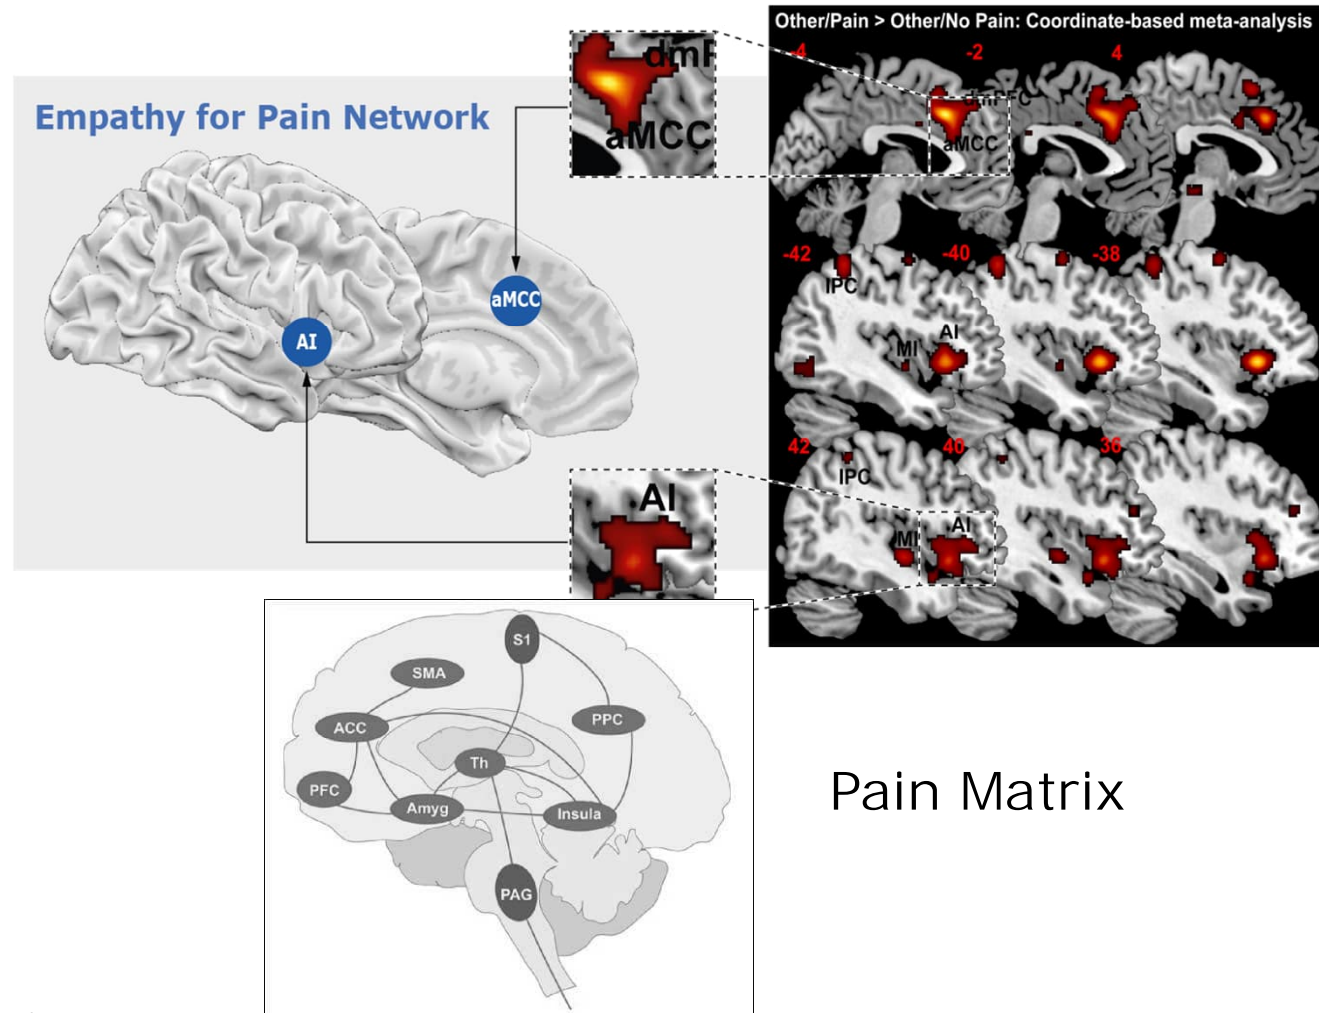 Other/Pain > Other/No Pain: Coordinate-based meta-analysis
-4
-2
4
dmPFC
aMCC
dmP
aMCC
Empathy for Pain Network
aMCC
AI
-42
-40
-38
IPC
AI
MI
42
40
36
IPC
AI
MI
AI
S1
SMA
ACC
PPC
Th
PFC
Amyg
Insula
PAG
Pain Matrix